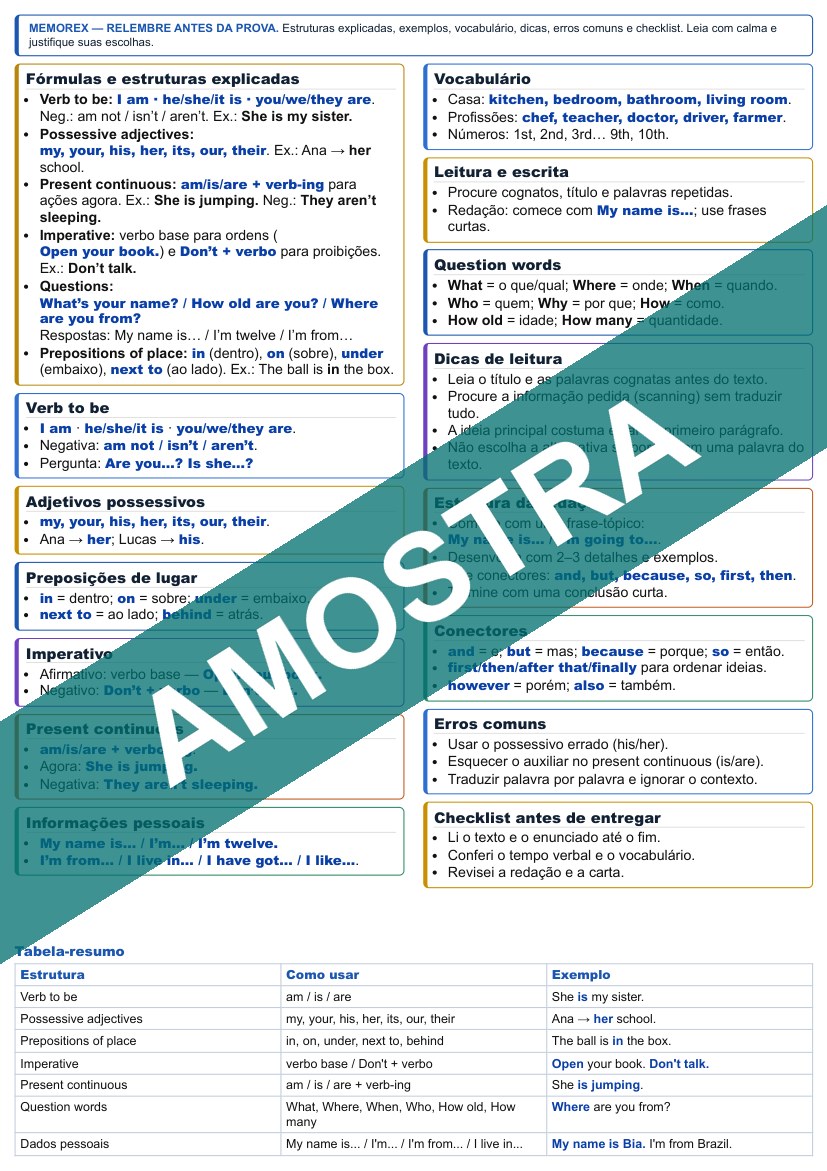 MEMOREX — RELEMBRE ANTES DA PROVA. Estruturas explicadas, exemplos, vocabulário, dicas, erros comuns e checklist. Leia com calma e
justifique suas escolhas.
Fórmulas e estruturas explicadas
• Verb to be: I am · he/she/it is · you/we/they are.
Neg.: am not / isn’t / aren’t. Ex.: She is my sister.
• Possessive adjectives:
my, your, his, her, its, our, their. Ex.: Ana → her
school.
• Present continuous: am/is/are + verb-ing para
ações agora. Ex.: She is jumping. Neg.: They aren’t
sleeping.
• Imperative: verbo base para ordens (
Open your book.) e Don’t + verbo para proibições.
Ex.: Don’t talk.
• Questions:
What’s your name? / How old are you? / Where
are you from?
Respostas: My name is… / I’m twelve / I’m from…
• Prepositions of place: in (dentro), on (sobre), under
(embaixo), next to (ao lado). Ex.: The ball is in the box.
Verb to be
• I am · he/she/it is · you/we/they are.
• Negativa: am not / isn’t / aren’t.
• Pergunta: Are you…? Is she…?
Adjetivos possessivos
• my, your, his, her, its, our, their.
• Ana → her; Lucas → his.
Preposições de lugar
• in = dentro; on = sobre; under = embaixo.
• next to = ao lado; behind = atrás.
Imperativo
• Afirmativo: verbo base —
• Negativo: Don’t + verbo —
Present continuous
• am/is/are +
• Agora: She is jumping.
• Negativa: They aren’t sleeping.
Informações pessoais
• My name is… / I’m… / I’m twelve.
• I’m from… / I live in… / I have got… / I like….
Vocabulário
• Casa: kitchen, bedroom, bathroom, living room.
• Profissões: chef, teacher, doctor, driver, farmer.
• Números: 1st, 2nd, 3rd… 9th, 10th.
Leitura e escrita
• Procure cognatos, título e palavras repetidas.
• Redação: comece com My name is…; use frases
curtas.
Question words
• What = o que/qual; Where = onde; When = quando.
• Who = quem; Why = por que; How = como.
• How old = idade; How many = quantidade.
Dicas de leitura
• Leia o título e as palavras cognatas antes do texto.
• Procure a informação pedida (scanning) sem traduzir
tudo.
• A ideia principal costuma primeiro parágrafo.
• Não escolha a alternativa uma palavra do
texto.
Estrutura da
• com frase-tópico:
My name is… / I’m going to….
• Desenvolva com 2–3 detalhes e exemplos.
• conectores: and, but, because, so, first, then.
• com uma conclusão curta.
Conectores
• and = e; but = mas; because = porque; so = então.
• first/then/after that/finally para ordenar ideias.
• however = porém; also = também.
Erros comuns
• Usar o possessivo errado (his/her).
• Esquecer o auxiliar no present continuous (is/are).
• Traduzir palavra por palavra e ignorar o contexto.
Checklist antes de entregar
• Li o texto e o enunciado até o fim.
• Conferi o tempo verbal e o vocabulário.
• Revisei a redação e a carta.
AMOSTRA
Tabela-resumo
Estrutura Como usar Exemplo
Verb to be am / is / are She is my sister.
Possessive adjectives my, your, his, her, its, our, their Ana → her school.
Prepositions of place in, on, under, next to, behind The ball is in the box.
Imperative verbo base / Don't + verbo Open your book. Don't talk.
Present continuous am / is / are + verb-ing She is jumping.
Question words What, Where, When, Who, How old, How Where are you from?
many
Dados pessoais My name is... / I'm... / I'm from... / I live in... My name is Bia. I'm from Brazil.